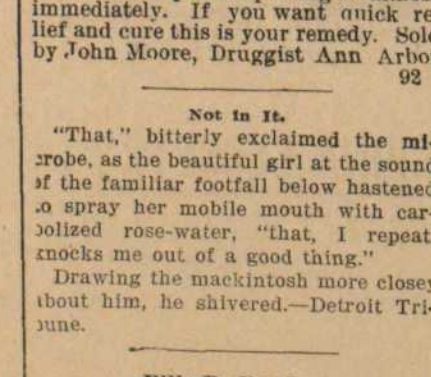 immediately. If you want quick re
lief and cure this is your remedy. Sold
by John Moore, Druggist Ann Arbo
92
Not in It.
"That," bitterly exclaimed the mi-
crobe, as the beautiful girl at the sound
of the familiar footfall below hastened
to spray her mobile mouth with car-
bolized rose-water, "that, I repeat
knocks me out of a good thing."
Drawing the mackintosh more closely
about him, he shivered.—Detroit Tri-
bune.